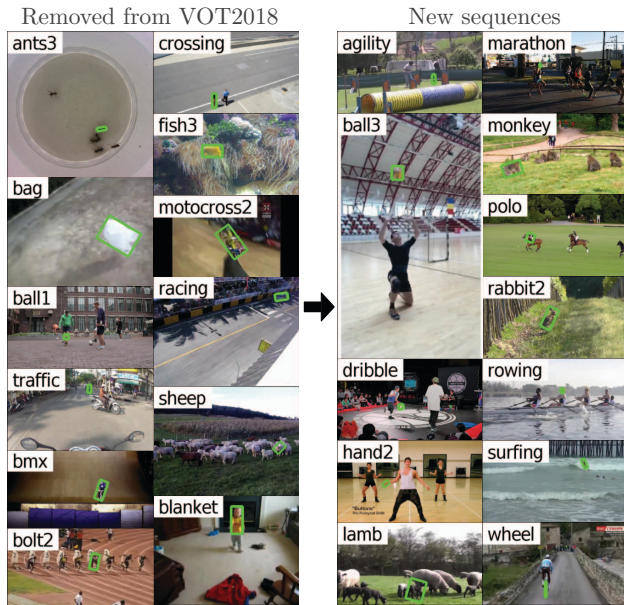 Removed from VOT2018
New sequences
ants3
crossing
fish3
bag
motocross2
ball1
racing
traffic
sheep
bmx
blanket
bolt2
agility
marathon
ball3
monkey
polo
rabbit2
dribble
rowing
hand2
surfing
"Buttons"
lamb
wheel